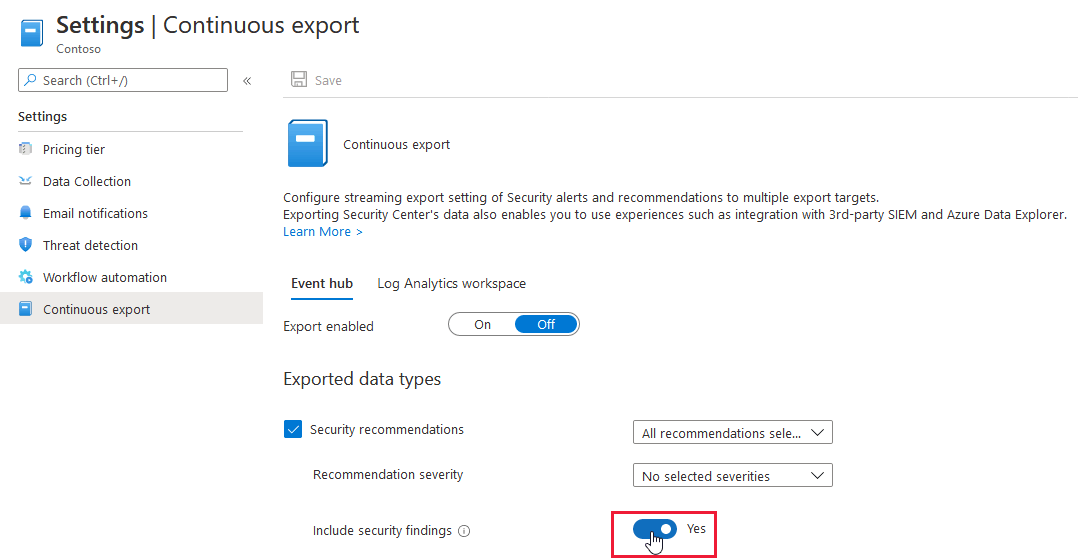 Settings | Continuous export
Contoso
Search (Ctrl+/)
«
Save
Settings
Pricing tier
Data Collection
Email notifications
Threat detection
Workflow automation
Continuous export
Continuous export
Configure streaming export setting of Security alerts and recommendations to multiple export targets.
Exporting Security Center's data also enables you to use experiences such as integration with 3rd-party SIEM and Azure Data Explorer.
Learn More >
Event hub Log Analytics workspace
Export enabled On Off
Exported data types
Security recommendations All recommendations sele...
Recommendation severity No selected severities
Include security findings Yes